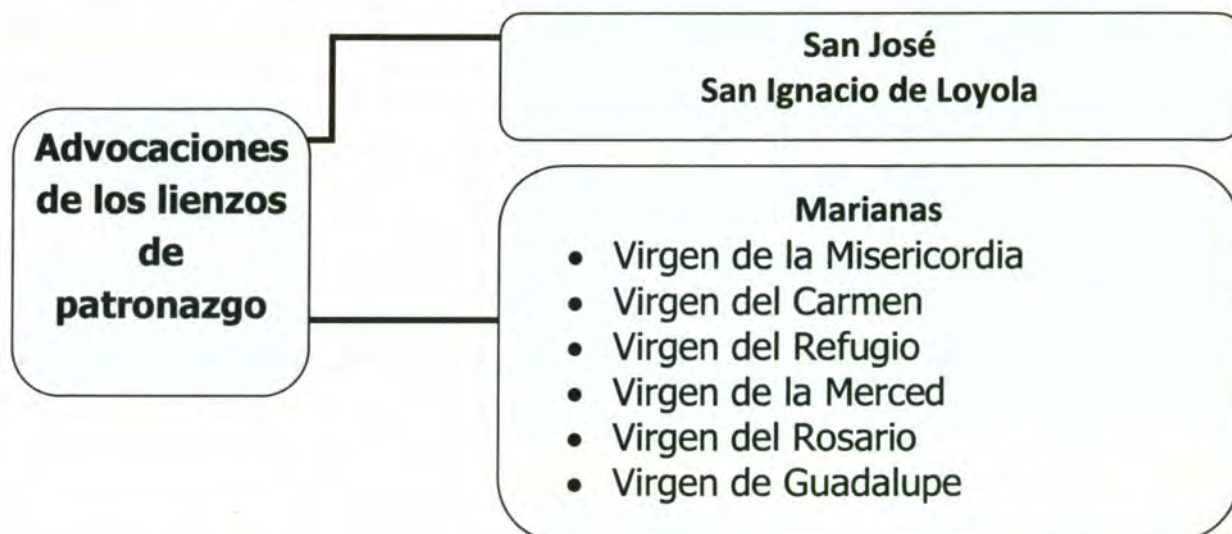 Advocaciones
de los lienzos
de
patronazgo
San José
San Ignacio de Loyola
Marianas
• Virgen de la Misericordia
• Virgen del Carmen
• Virgen del Refugio
• Virgen de la Merced
• Virgen del Rosario
• Virgen de Guadalupe